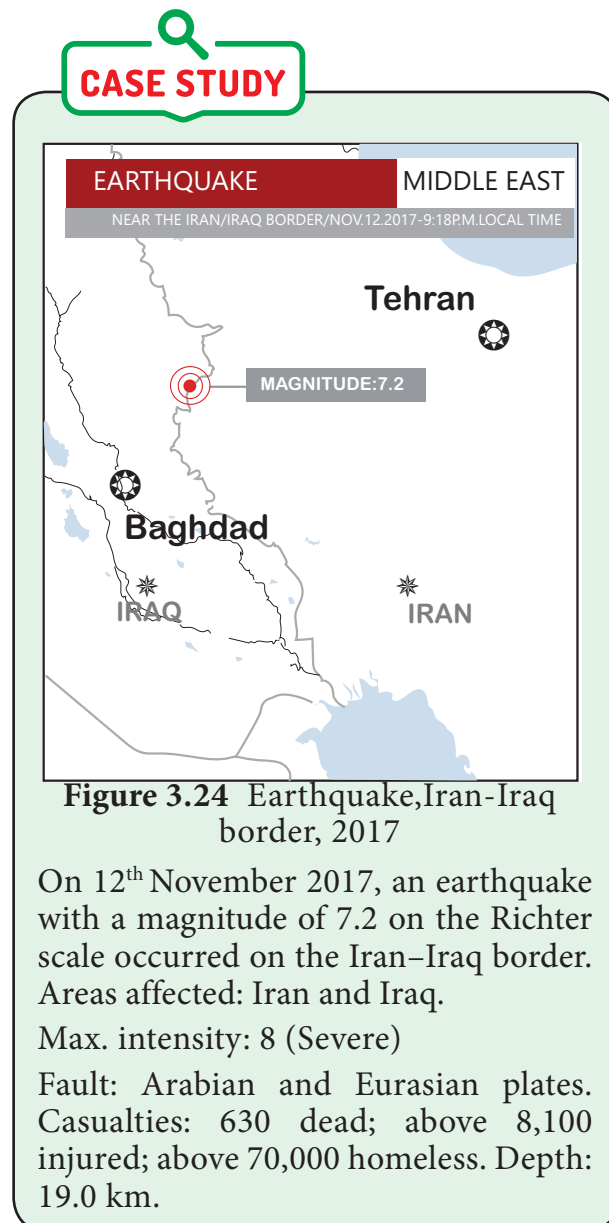 CASE STUDY
EARTHQUAKE
MIDDLE EAST
NEAR THE IRAN/IRAQ BORDER/NOV.12.2017-9:18P.M.LOCAL TIME
Tehran
MAGNITUDE:7.2
Baghdad
IRAQ
IRAN
Figure 3.24 Earthquake,Iran-Iraq
border, 2017
On 12th November 2017, an earthquake
with a magnitude of 7.2 on the Richter
scale occurred on the Iran–Iraq border.
Areas affected: Iran and Iraq.
Max. intensity: 8 (Severe)
Fault: Arabian and Eurasian plates.
Casualties: 630 dead; above 8,100
injured; above 70,000 homeless. Depth:
19.0 km.